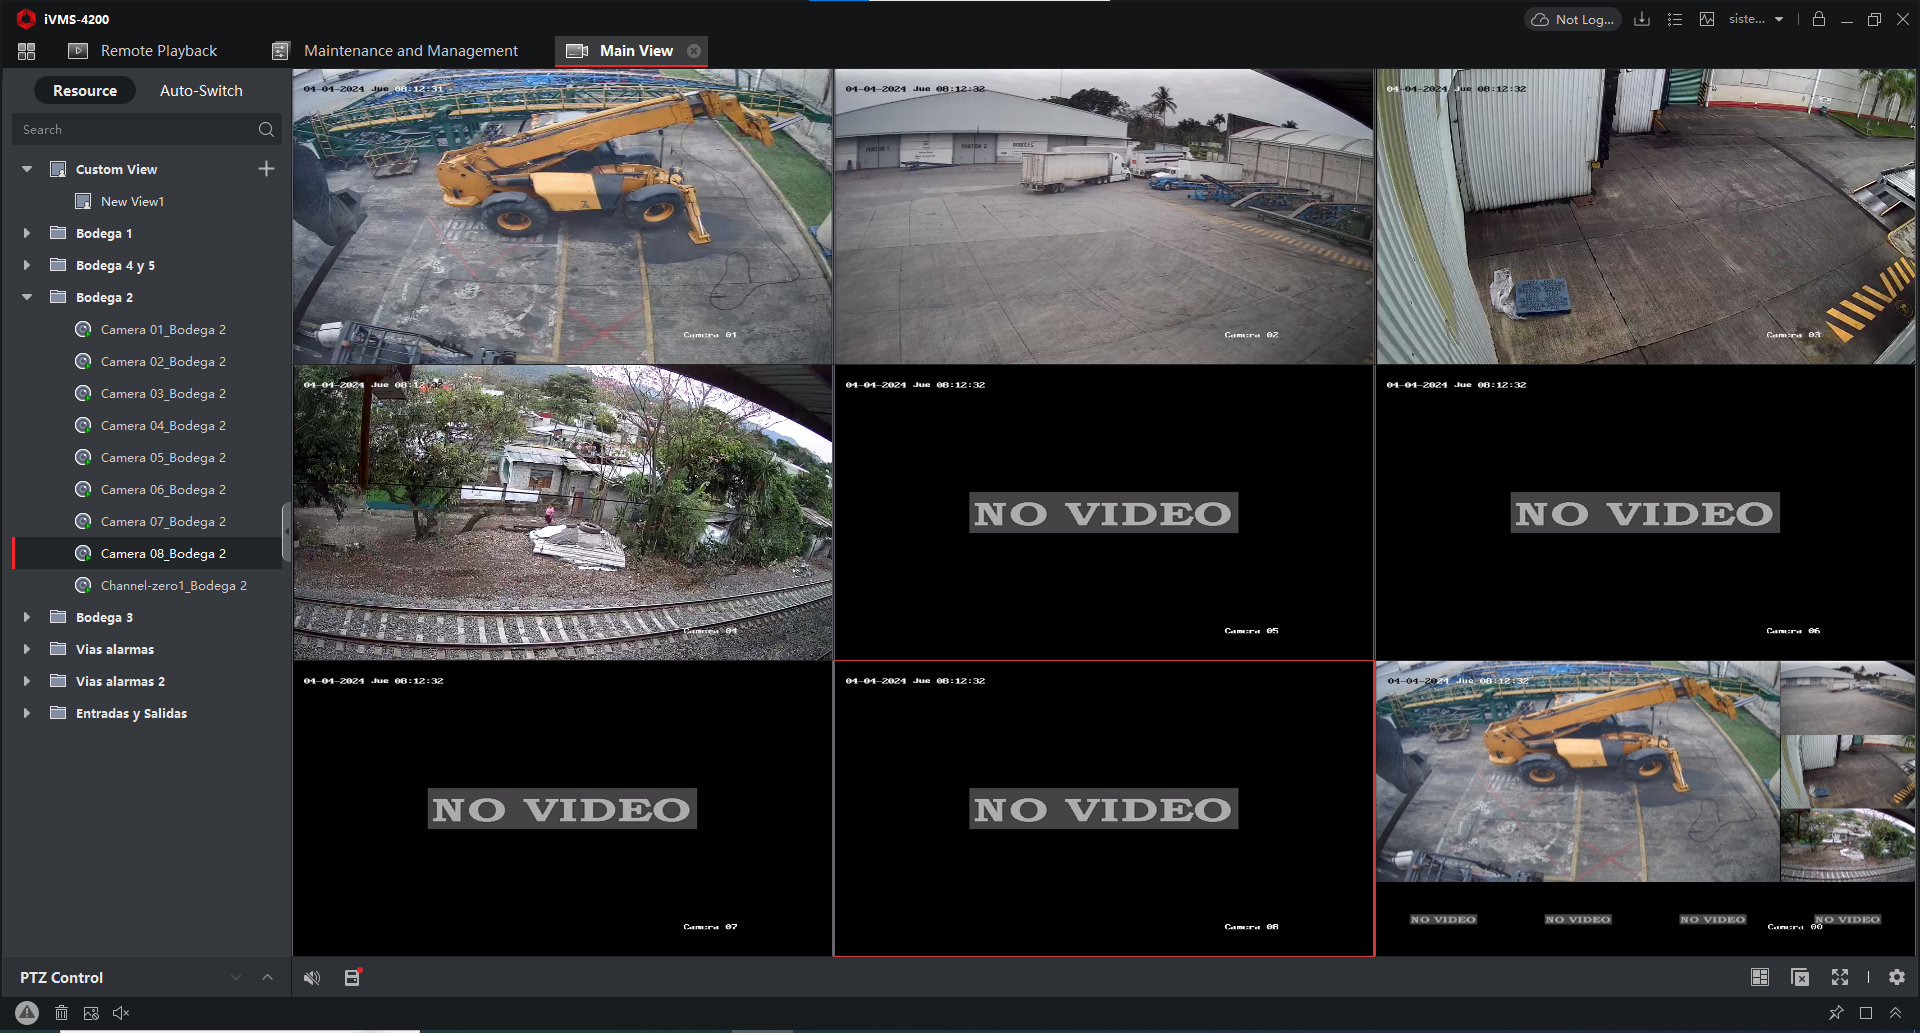 iVMS-4200
Not Log...
siste...
Remote Playback
Maintenance and Management
Main View
Resource
Auto-Switch
Search
Custom View
New View1
Bodega 1
Bodega 4 y 5
Bodega 2
Camera 01_Bodega 2
Camera 02_Bodega 2
Camera 03_Bodega 2
Camera 04_Bodega 2
Camera 05_Bodega 2
Camera 06_Bodega 2
Camera 07_Bodega 2
Camera 08_Bodega 2
Channel-zero1_Bodega 2
Bodega 3
Vias alarmas
Vias alarmas 2
Entradas y Salidas
PTZ Control
04-04-2024 Jue 08:12:31
Camera 01
04-04-2024 Jue 08:12:32
PORTON 1
PORTON 2
BODEGAS
Camera 02
04-04-2024 Jue 08:12:32
Camera 03
04-04-2024 Jue 08:12:32
Camera 04
04-04-2024 Jue 08:12:32
NO VIDEO
Camera 05
04-04-2024 Jue 08:12:32
NO VIDEO
Camera 06
04-04-2024 Jue 08:12:32
NO VIDEO
Camera 07
04-04-2024 Jue 08:12:32
NO VIDEO
Camera 08
04-04-2024 Jue 08:12:32
NO VIDEO
NO VIDEO
NO VIDEO
NO VIDEO
Camera 00